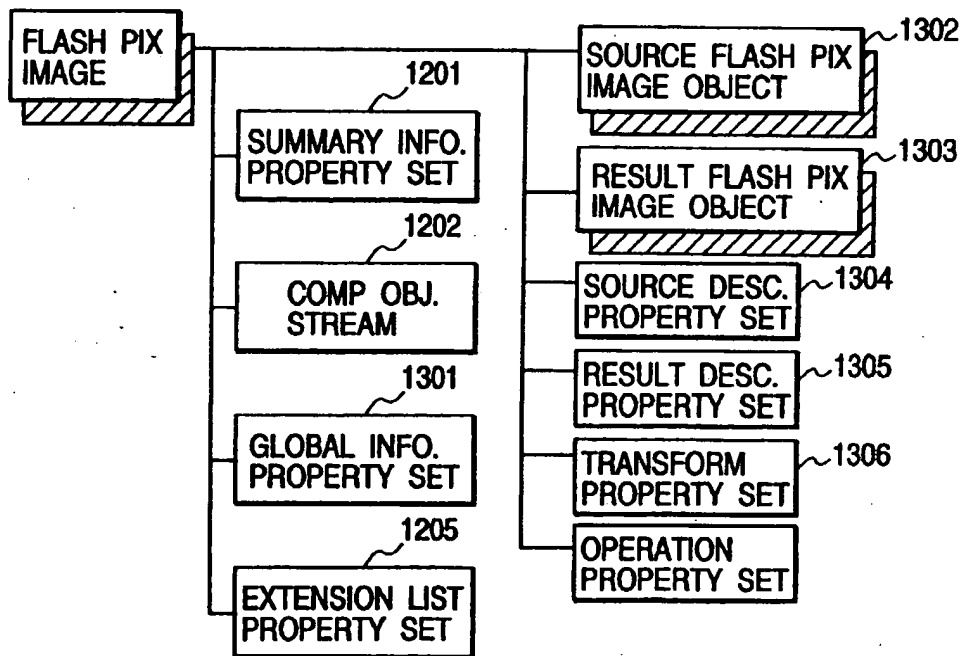 FLASH PIX
IMAGE
1201
SUMMARY INFO.
PROPERTY SET
1202
COMP OBJ.
STREAM
1301
GLOBAL INFO.
PROPERTY SET
1205
EXTENSION LIST
PROPERTY SET
1302
SOURCE FLASH PIX
IMAGE OBJECT
1303
RESULT FLASH PIX
IMAGE OBJECT
SOURCE DESC.
PROPERTY SET
1304
RESULT DESC.
PROPERTY SET
1305
TRANSFORM
PROPERTY SET
1306
OPERATION
PROPERTY SET